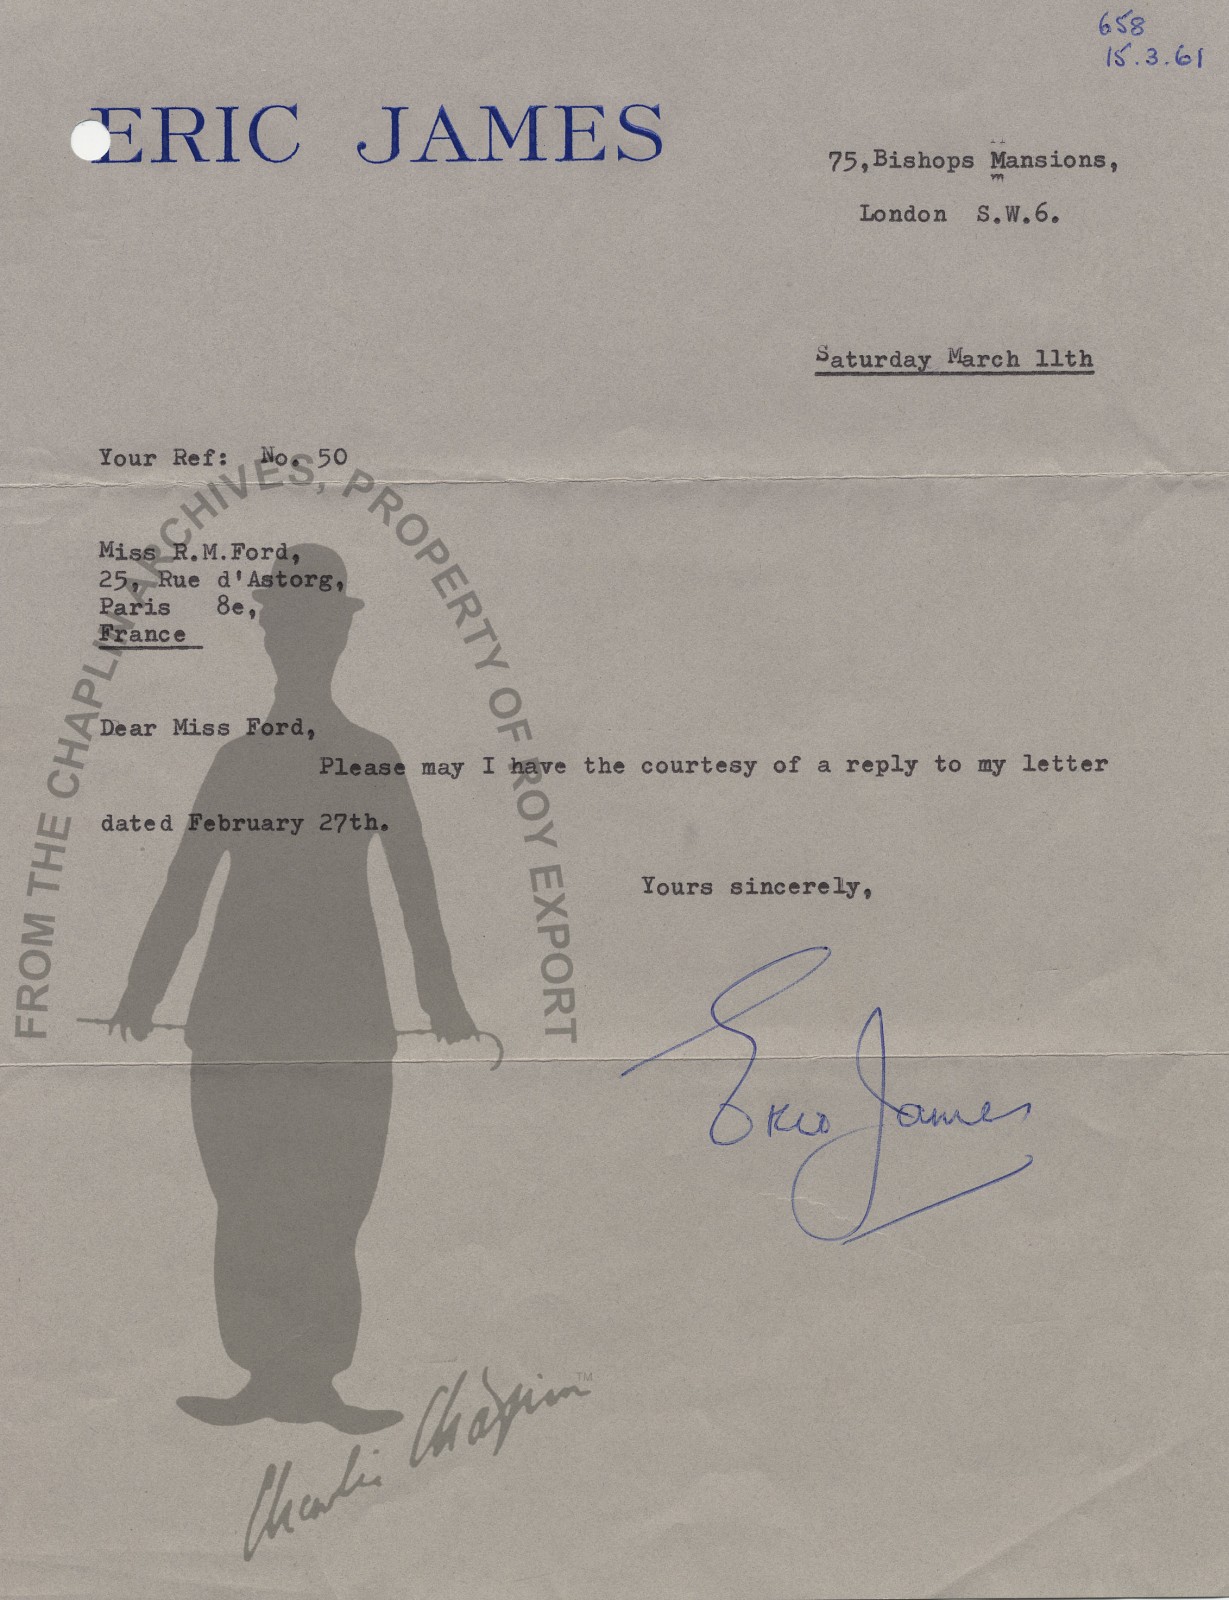 658
15.3.61
ERIC JAMES
75,Bishops Mansions,
London S.W.6.
Saturday March 11th
Your Ref: No. 50
Miss R.M.Ford,
25, Rue d'Astorg,
Paris 8e,
France
Dear Miss Ford,
Please may I have the courtesy of a reply to my letter
dated February 27th.
Yours sincerely,
Eric James
FROM THE CHAPLIN ARCHIVES, PROPERTY OF ROY EXPORT
Charlie Chaplin TM